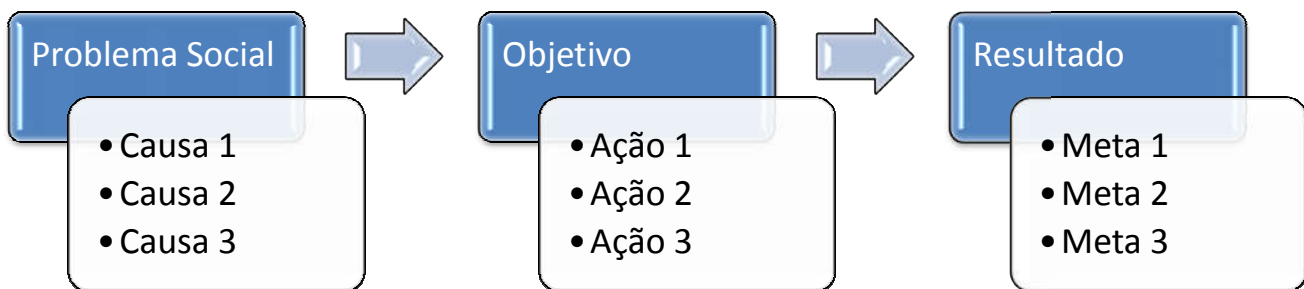 Problema Social
• Causa 1
• Causa 2
• Causa 3
Objetivo
• Ação 1
• Ação 2
• Ação 3
Resultado
• Meta 1
• Meta 2
• Meta 3